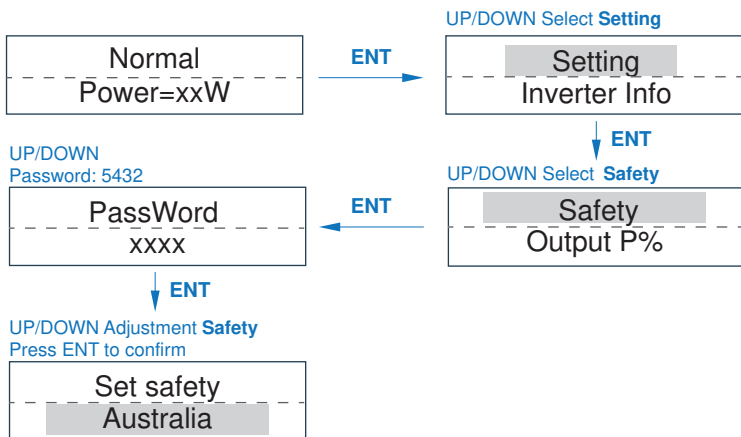 UP/DOWN Select Setting
Normal
Power=xxW
ENT
Setting
Inverter Info
ENT
UP/DOWN Select Safety
Safety
Output P%
ENT
UP/DOWN
Password: 5432
PassWord
xxxx
ENT
UP/DOWN Adjustment Safety
Press ENT to confirm
Set safety
Australia